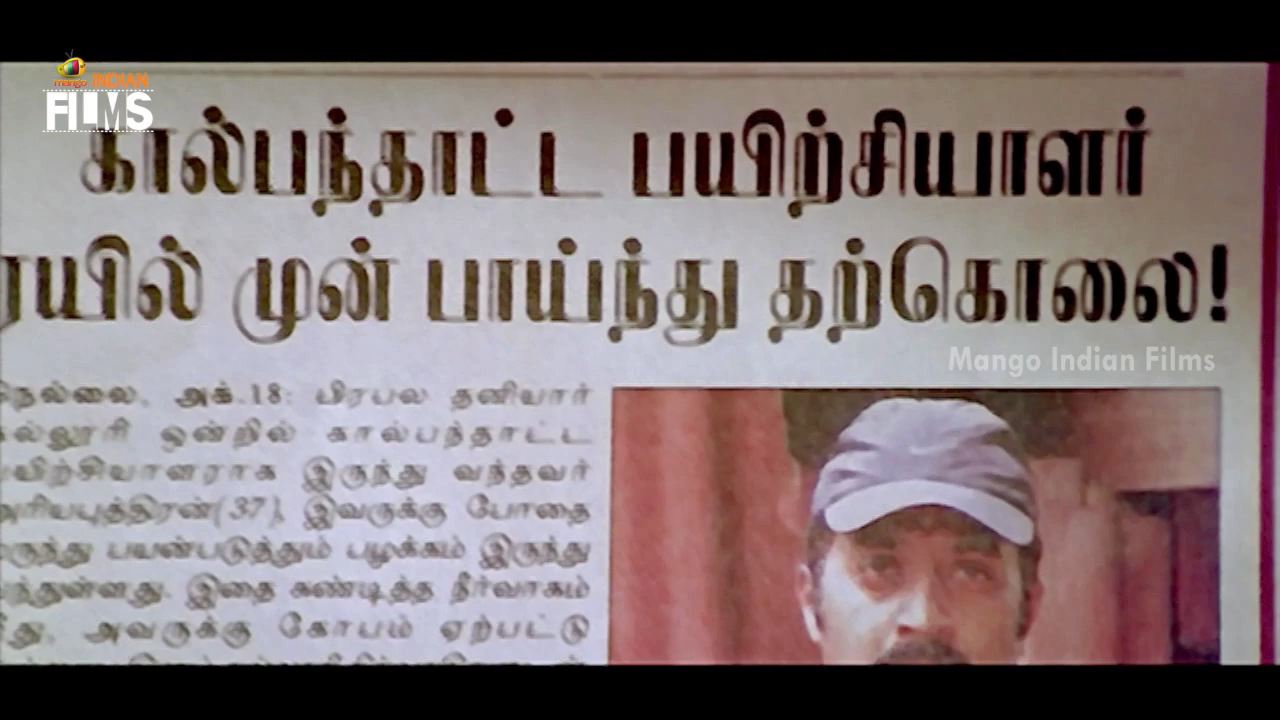 mango INDIAN
FILMS
கால்பந்தாட்ட பயிற்சியாளர்
ரயில் முன் பாய்ந்து தற்கொலை!
Mango Indian Films
நெல்லை, அக்.18: பிரபல தனியார்
கல்லூரி ஒன்றில் கால்பந்தாட்ட
பயிற்சியாளராக இருந்து வந்தவர்
அரியபுத்திரன்(37), இவருக்கு போதை
மருந்து பயன்படுத்தும் பழக்கம் இருந்து
வந்துள்ளது. இதை கண்டித்த நீர்வாகம்
மீது, அவருக்கு கோபம் ஏற்பட்டு